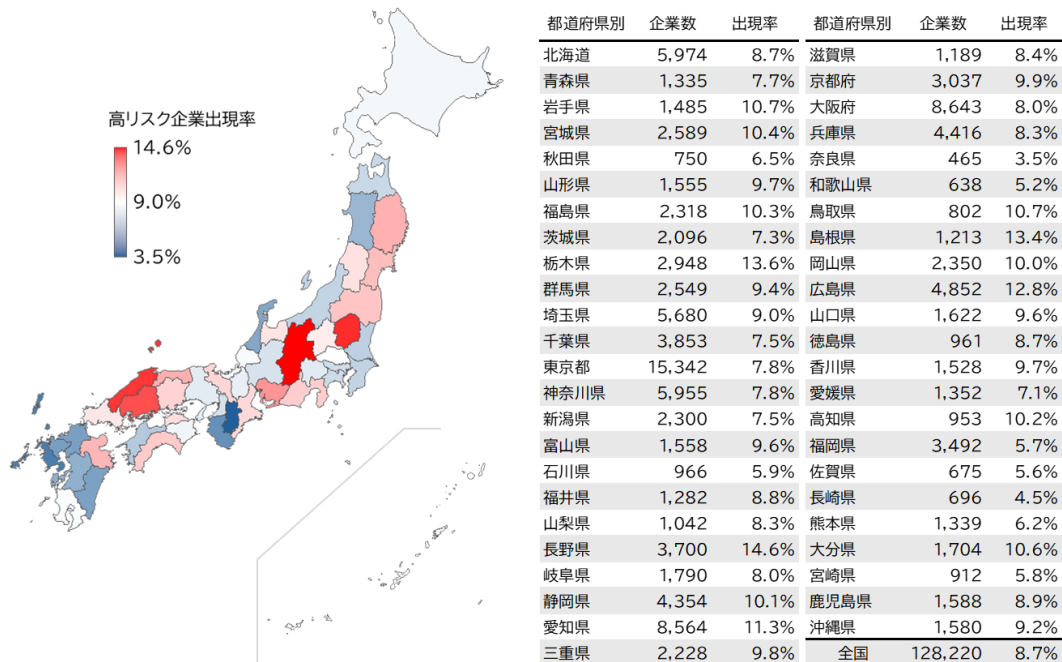 高リスク企業出現率
14.6%
9.0%
3.5%
都道府県別 企業数 出現率 都道府県別 企業数 出現率
北海道 5,974 8.7% 滋賀県 1,189 8.4%
青森県 1,335 7.7% 京都府 3,037 9.9%
岩手県 1,485 10.7% 大阪府 8,643 8.0%
宮城県 2,589 10.4% 兵庫県 4,416 8.3%
秋田県 750 6.5% 奈良県 465 3.5%
山形県 1,555 9.7% 和歌山県 638 5.2%
福島県 2,318 10.3% 鳥取県 802 10.7%
茨城県 2,096 7.3% 島根県 1,213 13.4%
栃木県 2,948 13.6% 岡山県 2,350 10.0%
群馬県 2,549 9.4% 広島県 4,852 12.8%
埼玉県 5,680 9.0% 山口県 1,622 9.6%
千葉県 3,853 7.5% 徳島県 961 8.7%
東京都 15,342 7.8% 香川県 1,528 9.7%
神奈川県 5,955 7.8% 愛媛県 1,352 7.1%
新潟県 2,300 7.5% 高知県 953 10.2%
富山県 1,558 9.6% 福岡県 3,492 5.7%
石川県 966 5.9% 佐賀県 675 5.6%
福井県 1,282 8.8% 長崎県 696 4.5%
山梨県 1,042 8.3% 熊本県 1,339 6.2%
長野県 3,700 14.6% 大分県 1,704 10.6%
岐阜県 1,790 8.0% 宮崎県 912 5.8%
静岡県 4,354 10.1% 鹿児島県 1,588 8.9%
愛知県 8,564 11.3% 沖縄県 1,580 9.2%
三重県 2,228 9.8% 全国 128,220 8.7%